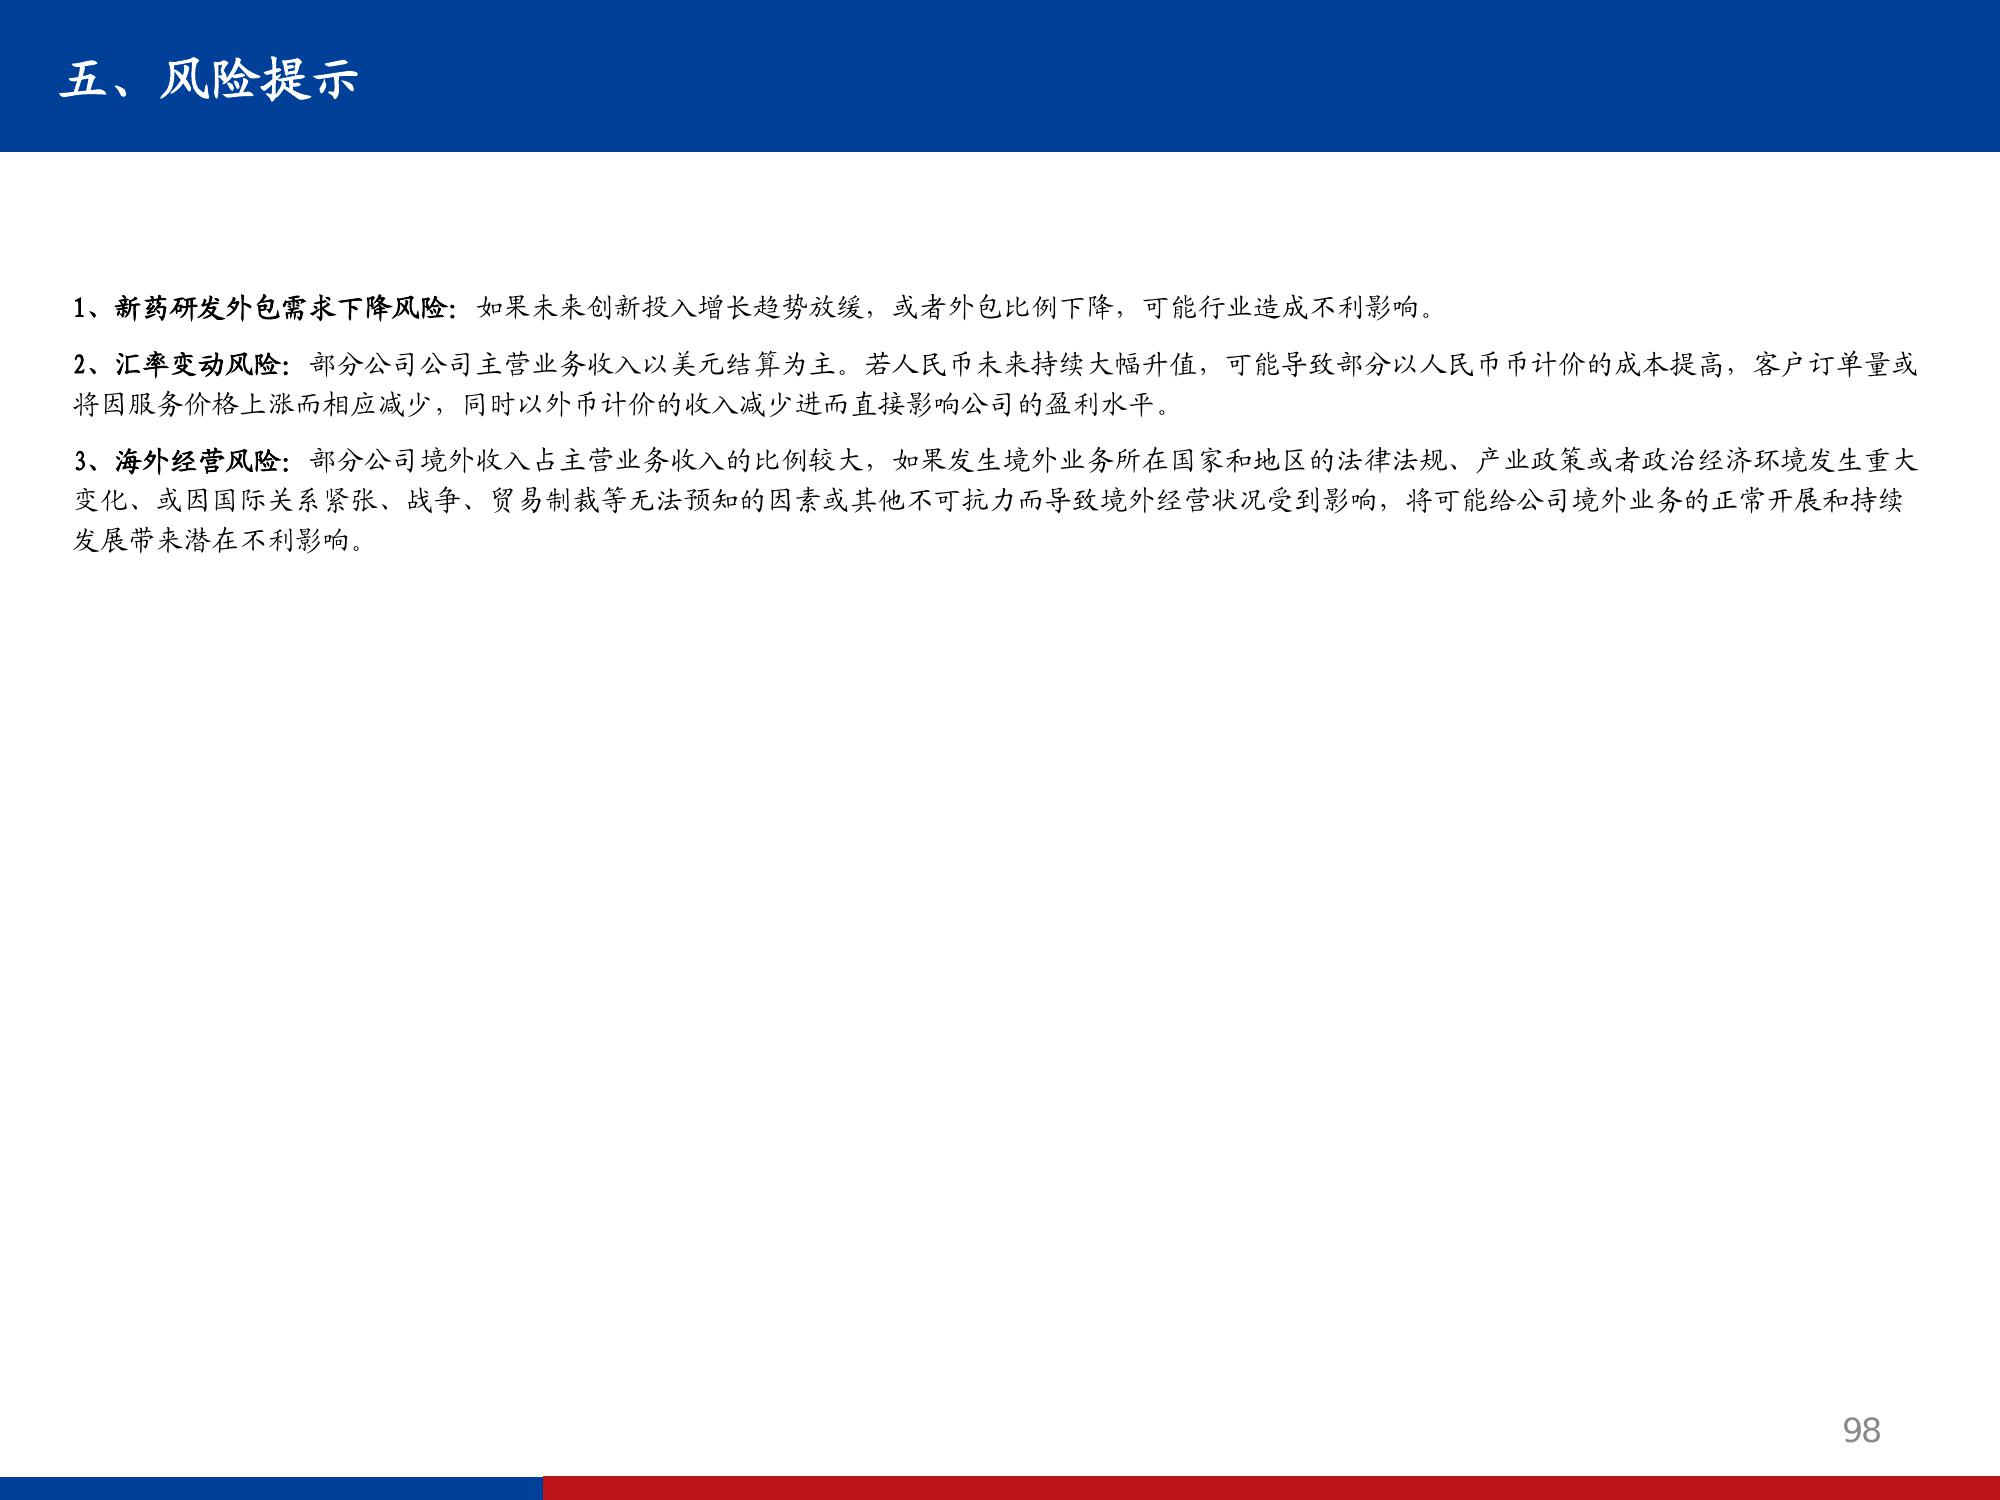 五、风险提示
1、新药研发外包需求下降风险：如果未来创新投入增长趋势放缓，或者外包比例下降，可能行业造成不利影响。
2、汇率变动风险：部分公司公司主营业务收入以美元结算为主。若人民币未来持续大幅升值，可能导致部分以人民币币计价的成本提高，客户订单量或
将因服务价格上涨而相应减少，同时以外币计价的收入减少进而直接影响公司的盈利水平。
3、海外经营风险：部分公司境外收入占主营业务收入的比例较大，如果发生境外业务所在国家和地区的法律法规、产业政策或者政治经济环境发生重大
变化、或因国际关系紧张、战争、贸易制裁等无法预知的因素或其他不可抗力而导致境外经营状况受到影响，将可能给公司境外业务的正常开展和持续
发展带来潜在不利影响。
98